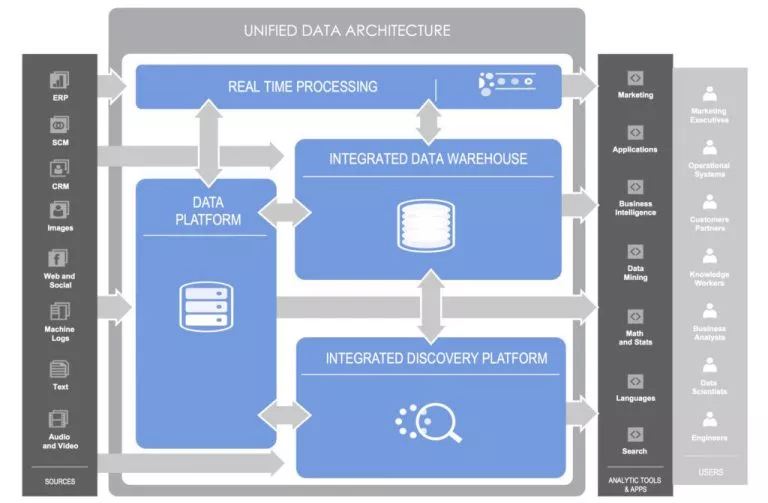 UNIFIED DATA ARCHITECTURE
ERP
SCM
CRM
Images
Web and
Social
Machine
Logs
Text
Audio
and Video
SOURCES
REAL TIME PROCESSING
DATA
PLATFORM
INTEGRATED DATA WAREHOUSE
INTEGRATED DISCOVERY PLATFORM
Marketing
Applications
Business
Intelligence
Data
Mining
Math
and Stats
Languages
Search
ANALYTIC TOOLS
& APPS
Marketing
Executives
Operational
Systems
Customers
Partners
Knowledge
Workers
Business
Analysts
Data
Scientists
Engineers
USERS